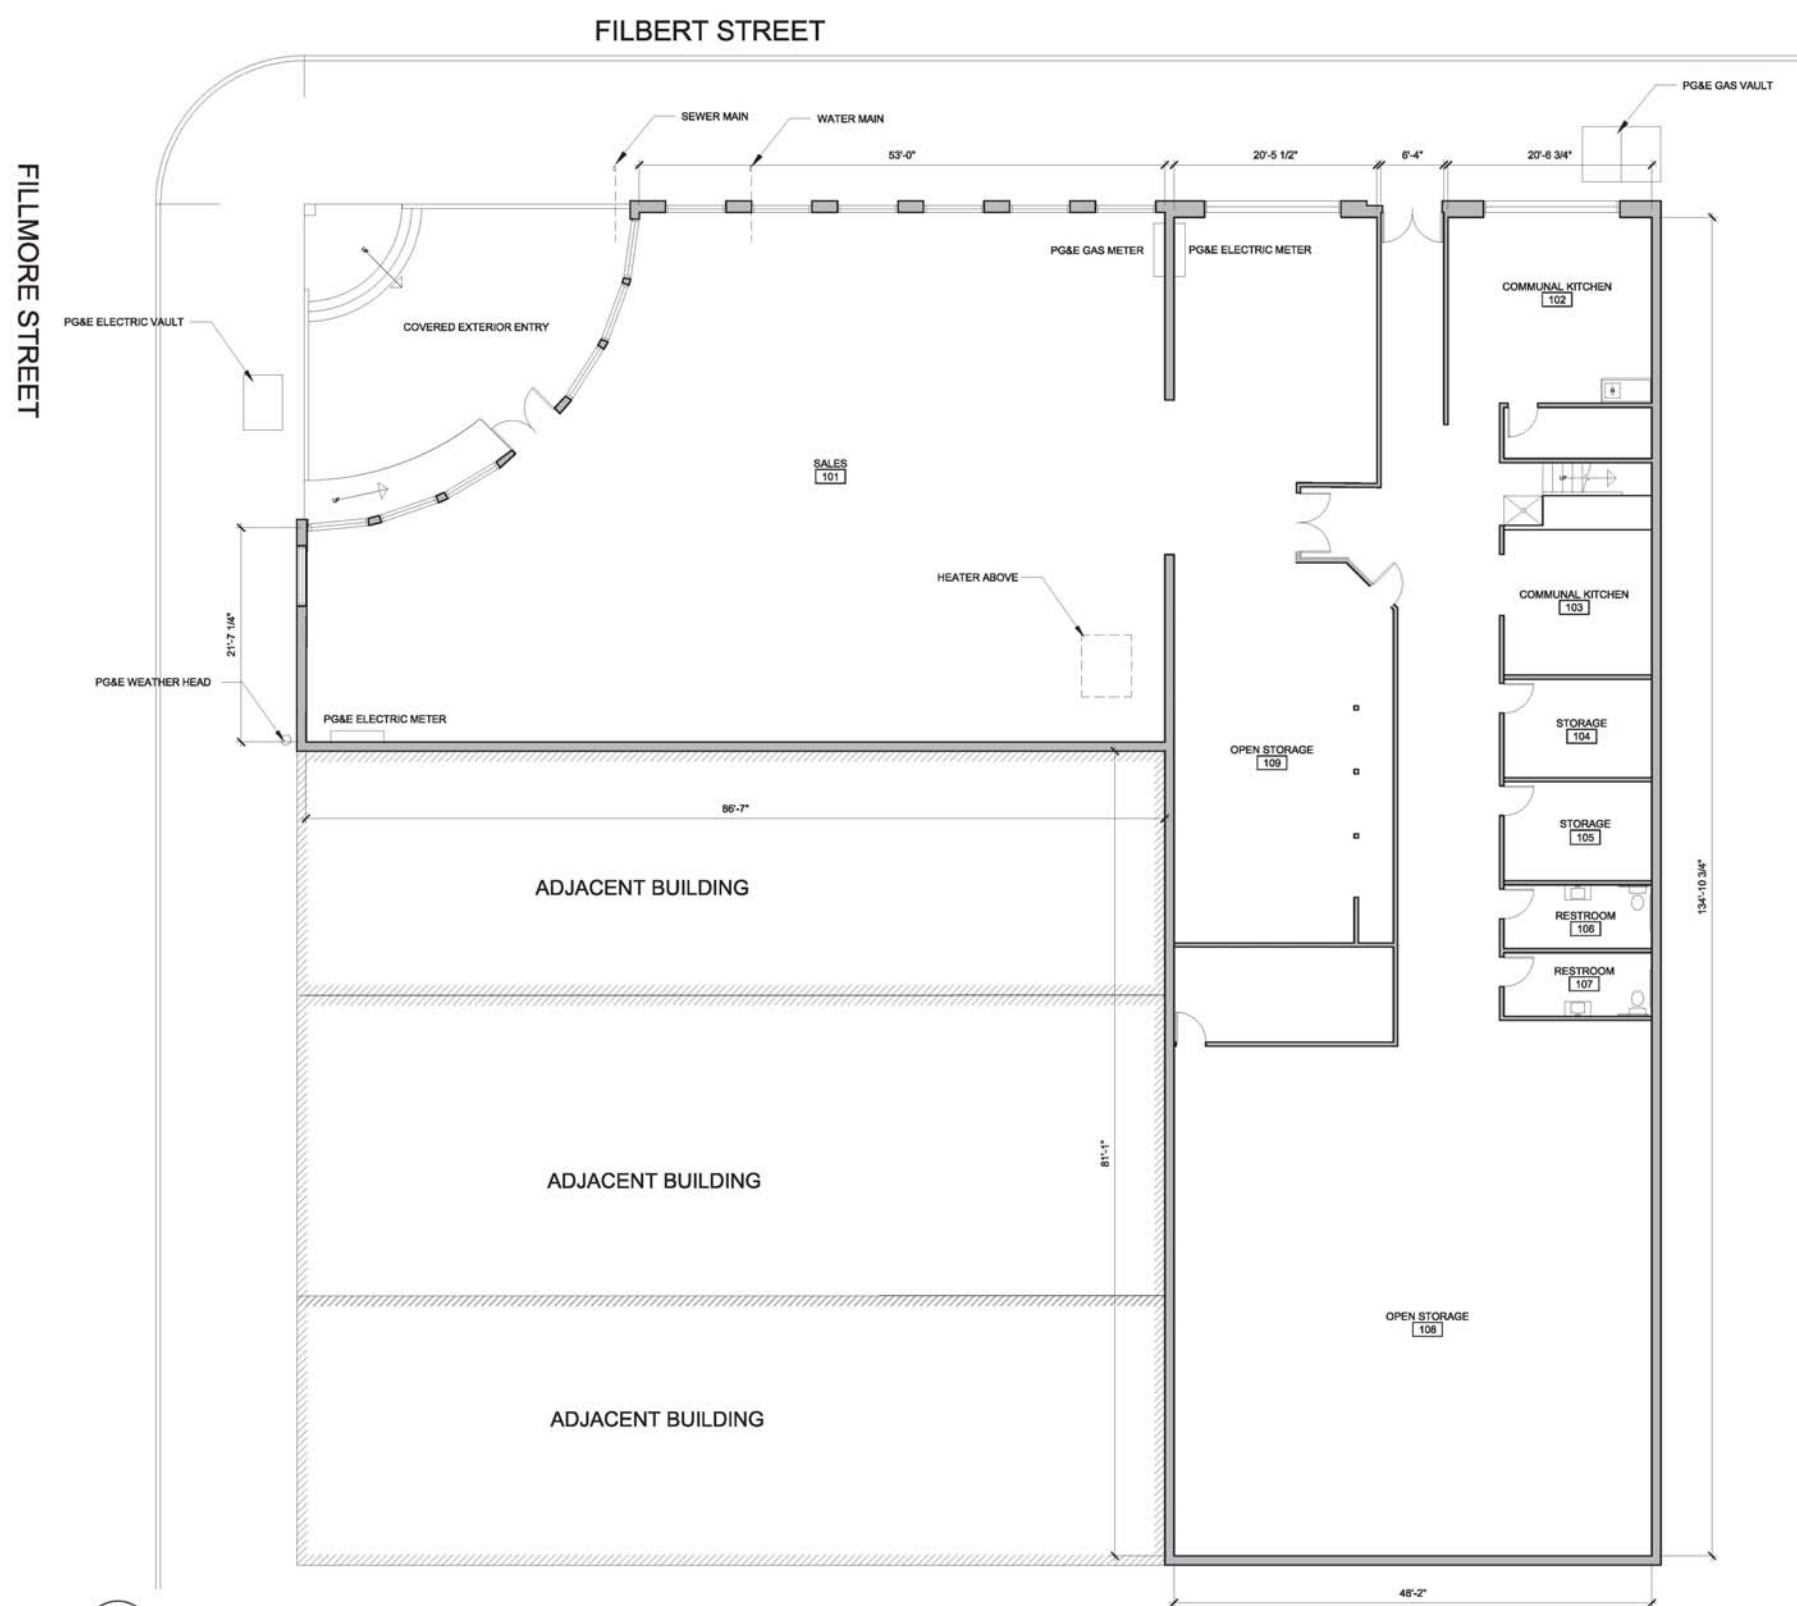 FILBERT STREET
PG&E GAS VAULT
SEWER MAIN
WATER MAIN
53'-0"
20'-5 1/2"
6'-4"
20'-6 3/4"
FILLMORE STREET
PG&E GAS METER
PG&E ELECTRIC METER
COMMUNAL KITCHEN
102
PG&E ELECTRIC VAULT
COVERED EXTERIOR ENTRY
UP
SALES
101
UP
UP
HEATER ABOVE
COMMUNAL KITCHEN
103
21'-7 1/4"
PG&E WEATHER HEAD
PG&E ELECTRIC METER
STORAGE
104
OPEN STORAGE
109
86'-7"
STORAGE
105
ADJACENT BUILDING
134'-10 3/4"
RESTROOM
106
RESTROOM
107
81'-1"
ADJACENT BUILDING
OPEN STORAGE
108
ADJACENT BUILDING
48'-2"